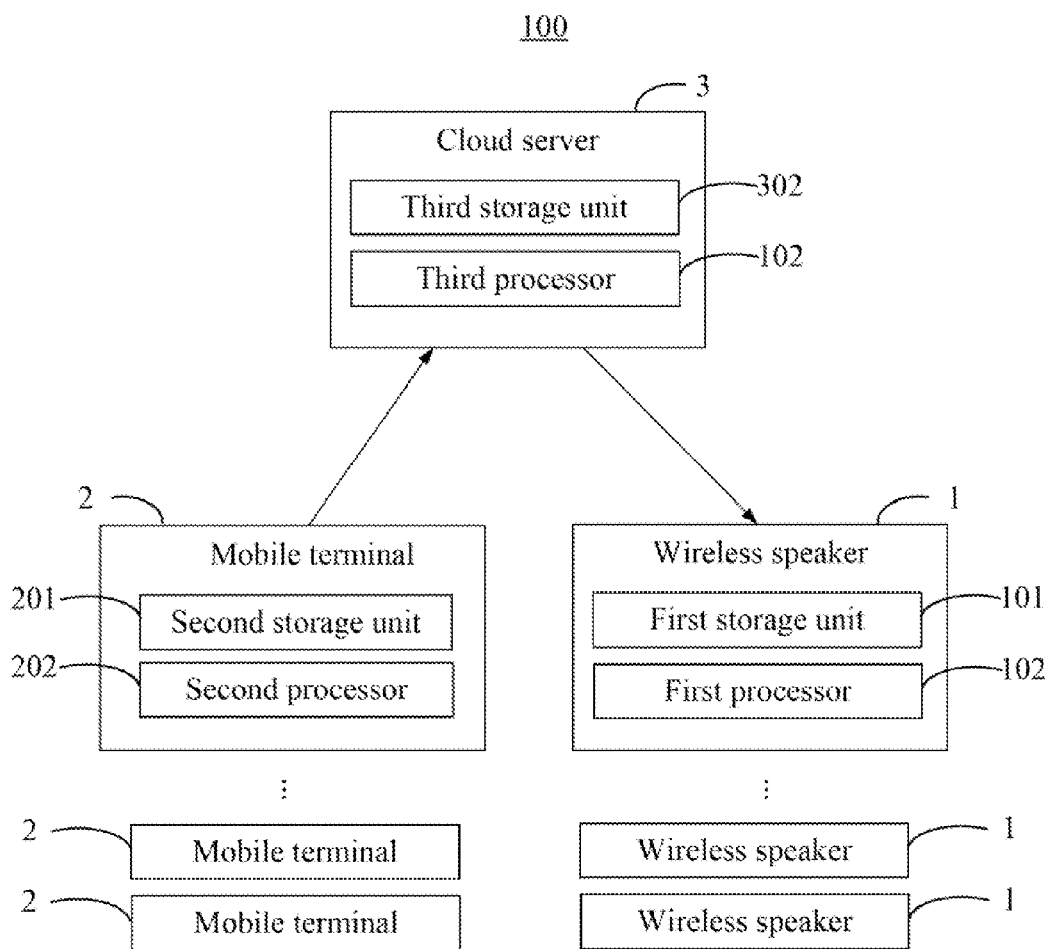 100
3
Cloud server
Third storage unit
302
Third processor
102
2
Mobile terminal
201
Second storage unit
202
Second processor
1
Wireless speaker
First storage unit
101
First processor
102
⋮
⋮
2
Mobile terminal
Wireless speaker
1
2
Mobile terminal
Wireless speaker
1